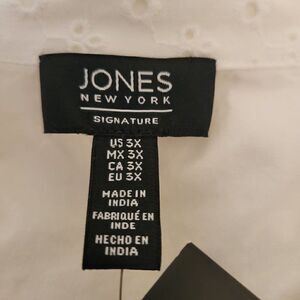 JONES
NEW YORK
SIGNATURE
US 3X
MX 3X
CA 3X
EU 3X
MADE IN
INDIA
FABRIQUÉ EN
INDE
HECHO EN
INDIA